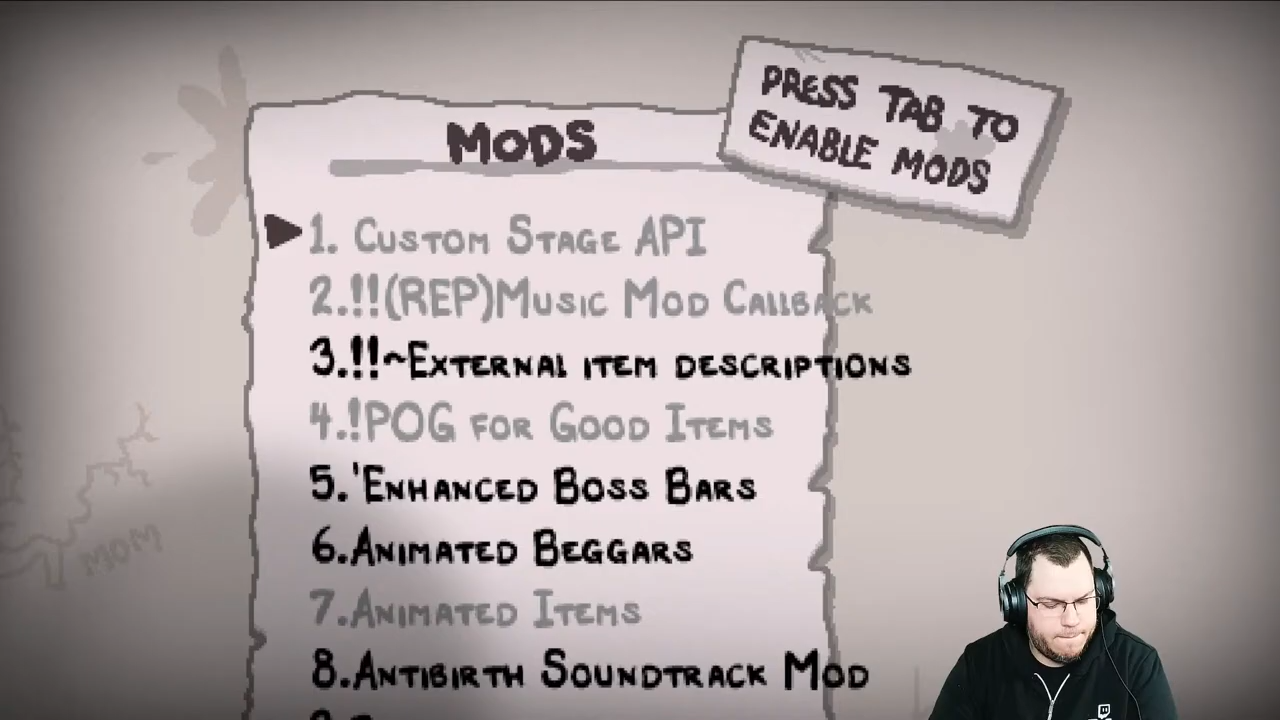 PRESS TAB TO
ENABLE MODS
MODS
1. CUSTOM STAGE API
2.!!(REP)MUSIC MOD CALLBACK
3.!!~EXTERNAL ITEM DESCRIPTIONS
4.!POG FOR GOOD ITEMS
5.'ENHANCED BOSS BARS
6.ANIMATED BEGGARS
7.ANIMATED ITEMS
8.ANTIBIRTH SOUNDTRACK MOD
MOM